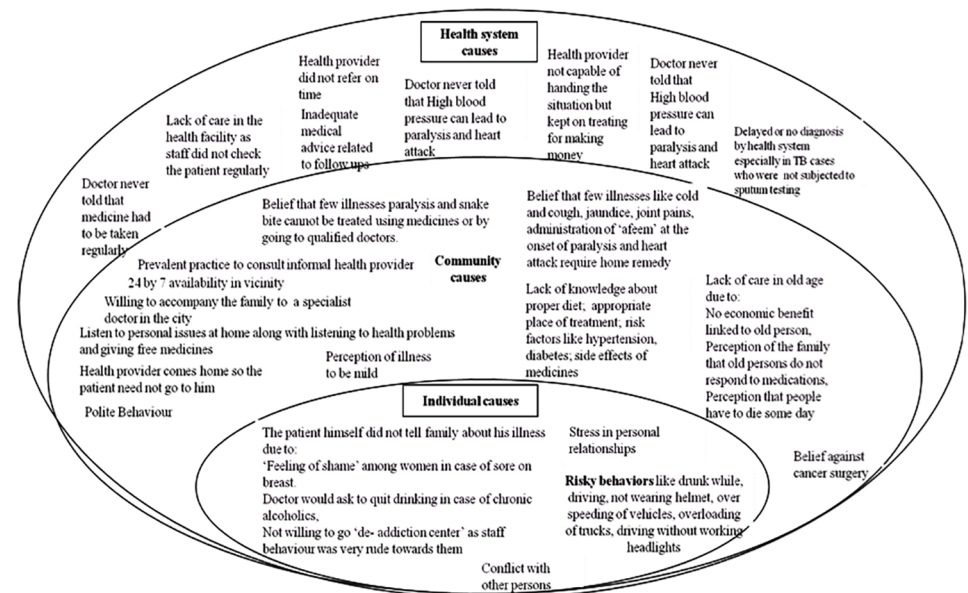 Health system
causes
Health provider
did not refer on
time
Inadequate
medical
advice related
to follow ups
Doctor never told
that High blood
pressure can lead to
paralysis and heart
attack
Health provider
not capable of
handing the
situation but
kept on treating
for making
money
Doctor never
told that
High blood
pressure can
lead to
paralysis and
heart attack
Delayed or no diagnosis
by health system
especially in TB cases
who were not subjected to
sputum testing
Lack of care in the
health facility as
staff did not check
the patient regularly
Doctor never
told that
medicine had
to be taken
regularly
Belief that few illnesses paralysis and snake
bite cannot be treated using medicines or by
going to qualified doctors.
Belief that few illnesses like cold
and cough, jaundice, joint pains,
administration of ‘afeem’ at the
onset of paralysis and heart
attack require home remedy
Community
causes
Prevalent practice to consult informal health provider
24 by 7 availability in vicinity
Willing to accompany the family to a specialist
doctor in the city
Listen to personal issues at home along with listening to health problems
and giving free medicines
Health provider comes home so the
patient need not go to him
Polite Behaviour
Perception of illness
to be mild
Lack of knowledge about
proper diet; appropriate
place of treatment; risk
factors like hypertension,
diabetes; side effects of
medicines
Lack of care in old age
due to:
No economic benefit
linked to old person,
Perception of the family
that old persons do not
respond to medications,
Perception that people
have to die some day
Belief against
cancer surgery
Individual causes
The patient himself did not tell family about his illness
due to:
‘Feeling of shame’ among women in case of sore on
breast.
Doctor would ask to quit drinking in case of chronic
alcoholics,
Not willing to go ‘de- addiction center’ as staff
behaviour was very rude towards them
Stress in personal
relationships
Risky behaviors like drunk while,
driving, not wearing helmet, over
speeding of vehicles, overloading
of trucks, driving without working
headlights
Conflict with
other persons